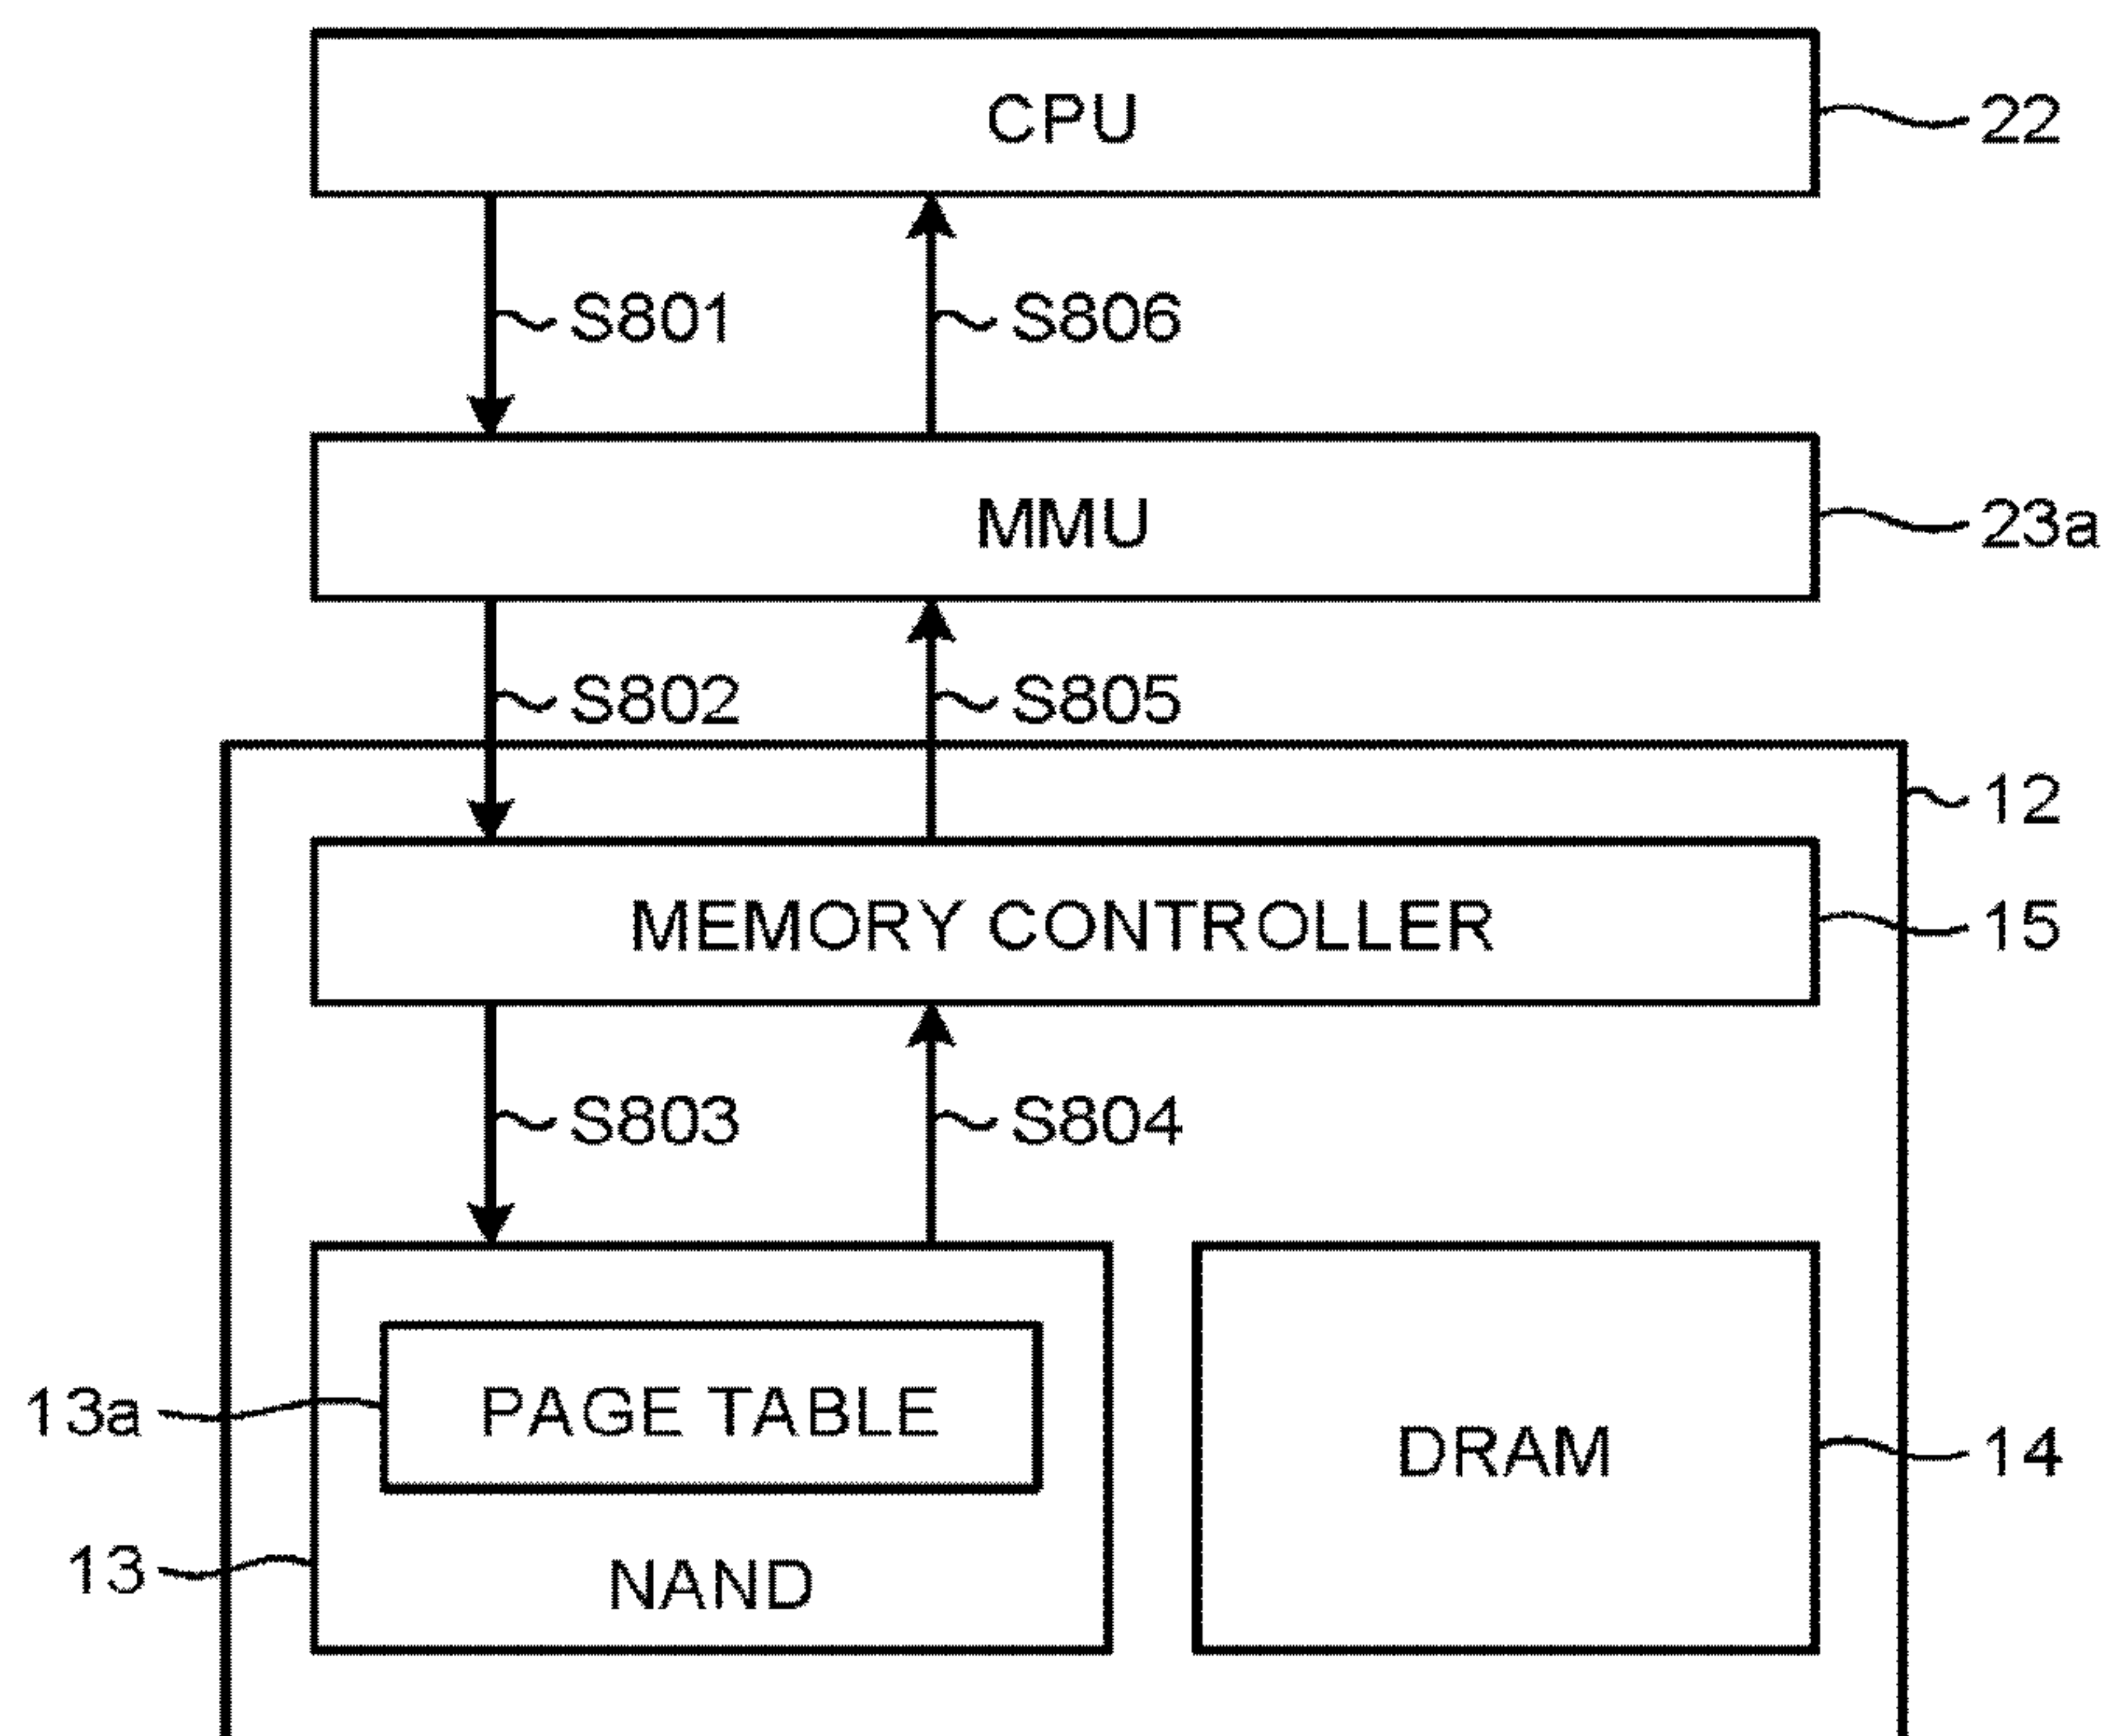 CPU
22
S801
S806
MMU
23a
S802
S805
12
MEMORY CONTROLLER
15
S803
S804
13a
PAGE TABLE
DRAM
14
13
NAND